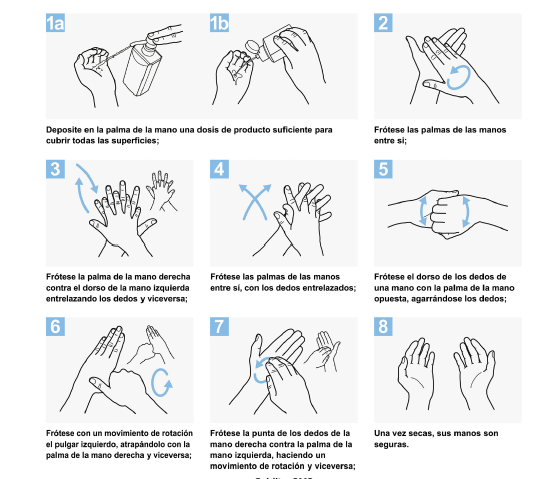 1a
1b
2
Deposite en la palma de la mano una dosis de producto suficiente para
cubrir todas las superficies;
Frótese las palmas de las manos
entre sí;
3
4
5
Frótese la palma de la mano derecha
contra el dorso de la mano izquierda
entrelazando los dedos y viceversa;
Frótese las palmas de las manos
entre sí, con los dedos entrelazados;
Frótese el dorso de los dedos de
una mano con la palma de la mano
opuesta, agarrándose los dedos;
6
7
8
Frótese con un movimiento de rotación
el pulgar izquierdo, atrapándolo con la
palma de la mano derecha y viceversa;
Frótese la punta de los dedos de la
mano derecha contra la palma de la
mano izquierda, haciendo un
movimiento de rotación y viceversa;
Una vez secas, sus manos son
seguras.